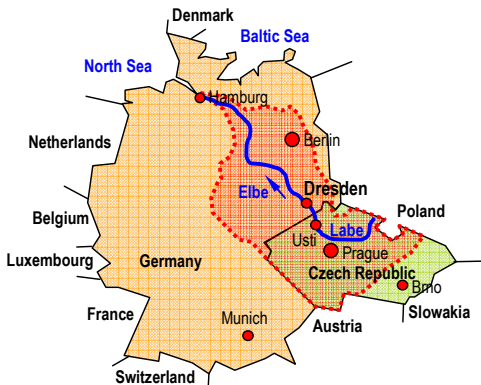 Denmark
Baltic Sea
North Sea
Hamburg
Netherlands
Berlin
Elbe
Dresden
Belgium
Poland
Labe
Usti
Luxembourg
Germany
Prague
Czech Republic
Brno
France
Slowakia
Munich
Austria
Switzerland